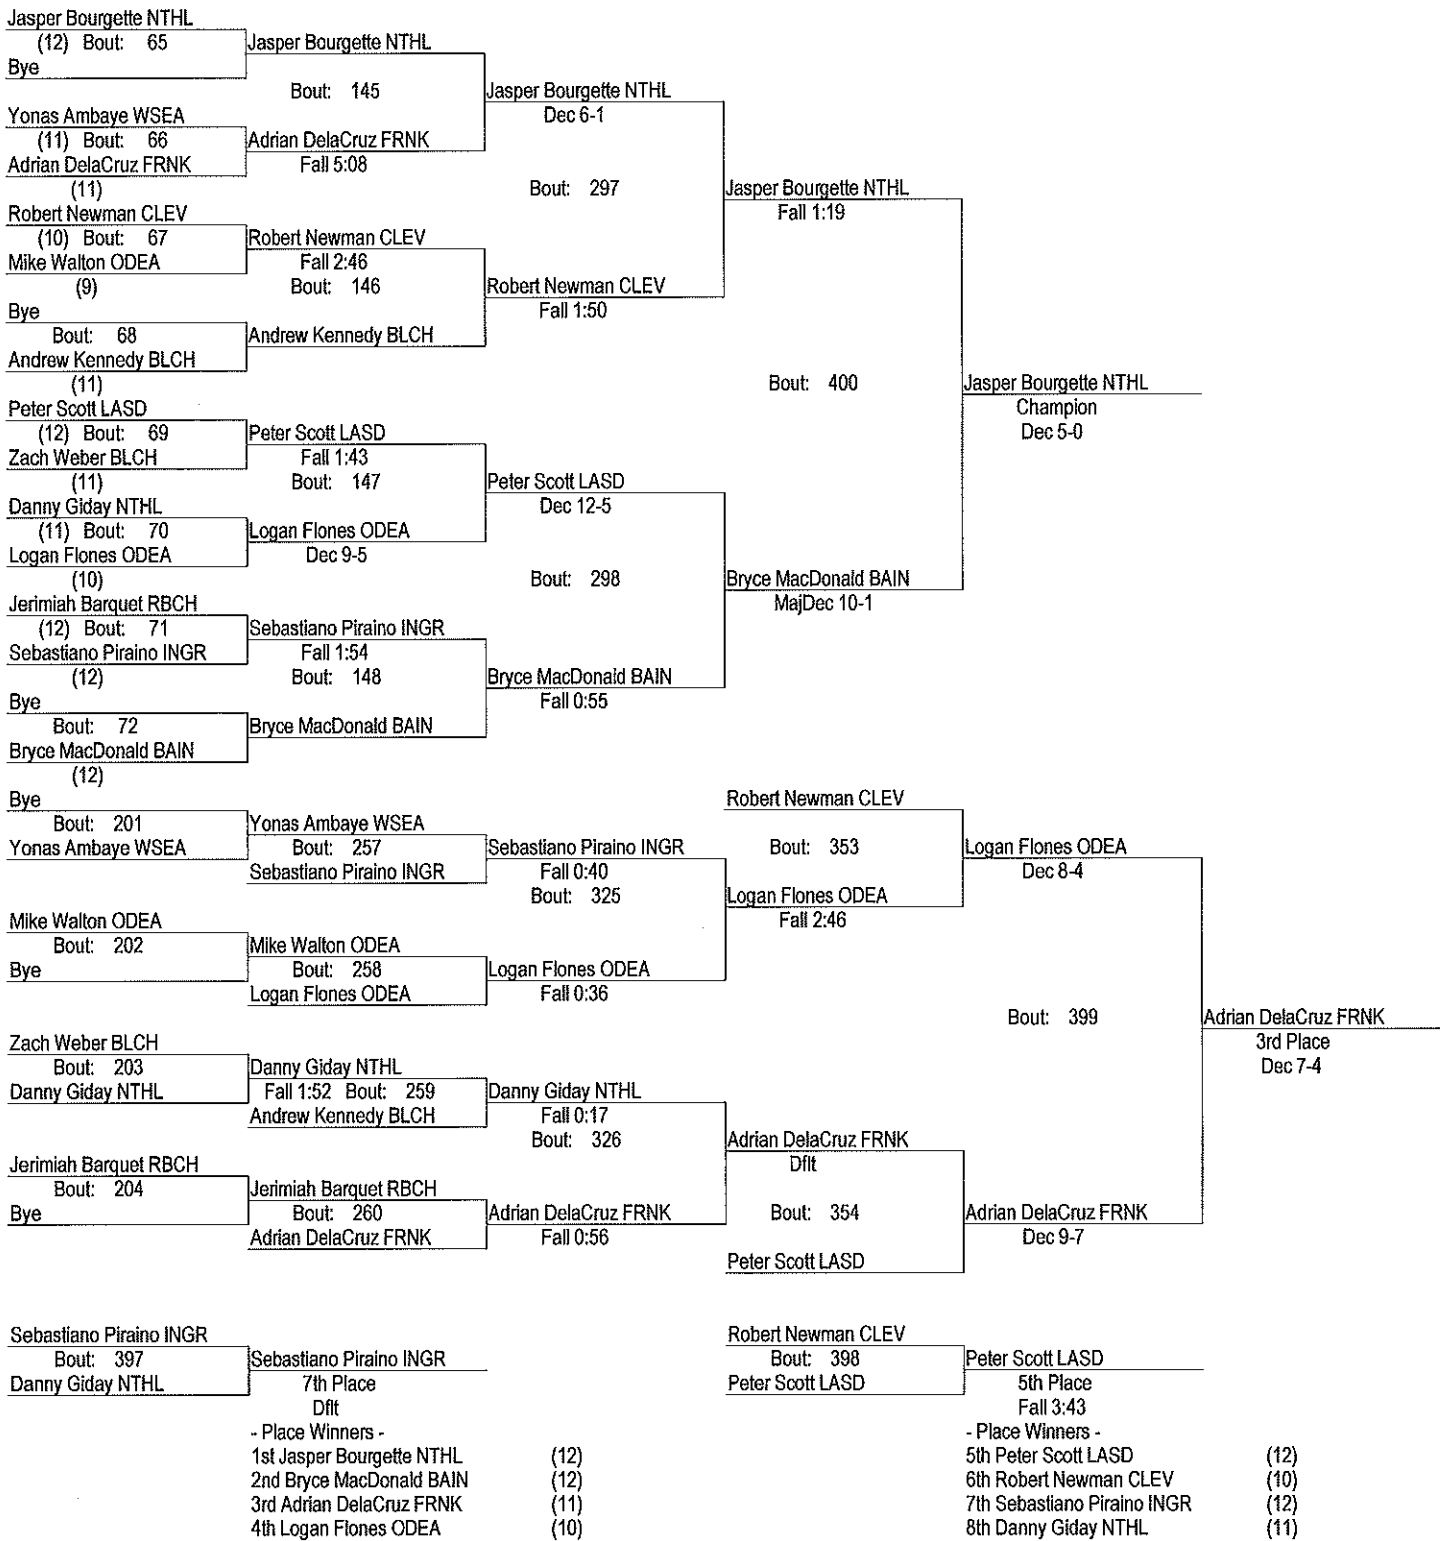 Jasper Bourgette NTHL
(12) Bout: 65
Bye
Jasper Bourgette NTHL
Bout: 145
Yonas Ambaye WSEA
(11) Bout: 66
Adrian DelaCruz FRNK
(11)
Adrian DelaCruz FRNK
Fall 5:08
Jasper Bourgette NTHL
Dec 6-1
Bout: 297
Robert Newman CLEV
(10) Bout: 67
Mike Walton ODEA
(9)
Robert Newman CLEV
Fall 2:46
Bout: 146
Bye
Bout: 68
Andrew Kennedy BLCH
(11)
Andrew Kennedy BLCH
Robert Newman CLEV
Fall 1:50
Jasper Bourgette NTHL
Fall 1:19
Bout: 400
Jasper Bourgette NTHL
Champion
Dec 5-0
Peter Scott LASD
(12) Bout: 69
Zach Weber BLCH
(11)
Peter Scott LASD
Fall 1:43
Bout: 147
Danny Giday NTHL
(11) Bout: 70
Logan Flones ODEA
(10)
Logan Flones ODEA
Dec 9-5
Peter Scott LASD
Dec 12-5
Bout: 298
Jerimiah Barquet RBCH
(12) Bout: 71
Sebastiano Piraino INGR
(12)
Sebastiano Piraino INGR
Fall 1:54
Bout: 148
Bye
Bout: 72
Bryce MacDonald BAIN
(12)
Bryce MacDonald BAIN
Bryce MacDonald BAIN
Fall 0:55
Bryce MacDonald BAIN
MajDec 10-1
Bye
Bout: 201
Yonas Ambaye WSEA
Yonas Ambaye WSEA
Bout: 257
Sebastiano Piraino INGR
Sebastiano Piraino INGR
Fall 0:40
Bout: 325
Mike Walton ODEA
Bout: 202
Bye
Mike Walton ODEA
Bout: 258
Logan Flones ODEA
Logan Flones ODEA
Fall 0:36
Robert Newman CLEV
Bout: 353
Logan Flones ODEA
Fall 2:46
Logan Flones ODEA
Dec 8-4
Bout: 399
Adrian DelaCruz FRNK
3rd Place
Dec 7-4
Zach Weber BLCH
Bout: 203
Danny Giday NTHL
Danny Giday NTHL
Fall 1:52 Bout: 259
Andrew Kennedy BLCH
Danny Giday NTHL
Fall 0:17
Bout: 326
Jerimiah Barquet RBCH
Bout: 204
Bye
Jerimiah Barquet RBCH
Bout: 260
Adrian DelaCruz FRNK
Adrian DelaCruz FRNK
Fall 0:56
Adrian DelaCruz FRNK
Dflt
Bout: 354
Peter Scott LASD
Adrian DelaCruz FRNK
Dec 9-7
Sebastiano Piraino INGR
Bout: 397
Danny Giday NTHL
Sebastiano Piraino INGR
7th Place
Dflt
Robert Newman CLEV
Bout: 398
Peter Scott LASD
Peter Scott LASD
5th Place
Fall 3:43
- Place Winners -
1st Jasper Bourgette NTHL (12)
2nd Bryce MacDonald BAIN (12)
3rd Adrian DelaCruz FRNK (11)
4th Logan Flones ODEA (10)
- Place Winners -
5th Peter Scott LASD (12)
6th Robert Newman CLEV (10)
7th Sebastiano Piraino INGR (12)
8th Danny Giday NTHL (11)